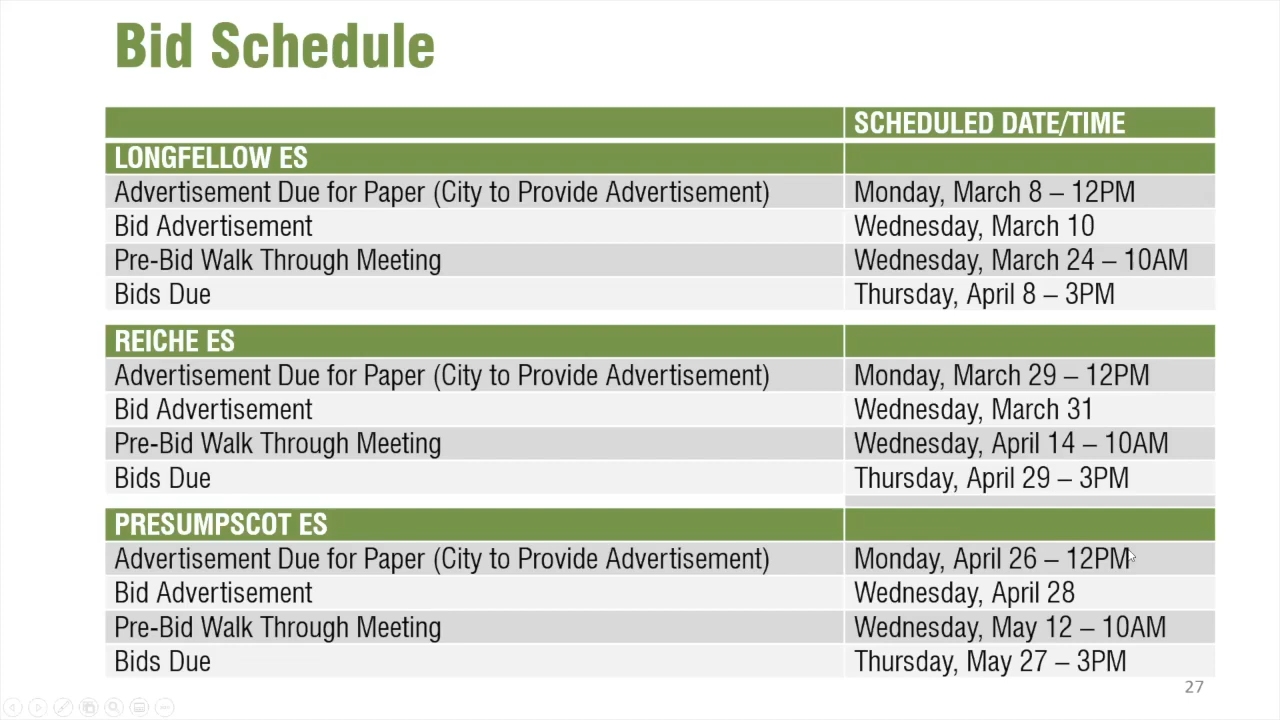 Bid Schedule
SCHEDULED DATE/TIME
LONGFELLOW ES
Advertisement Due for Paper (City to Provide Advertisement) Monday, March 8 – 12PM
Bid Advertisement Wednesday, March 10
Pre-Bid Walk Through Meeting Wednesday, March 24 – 10AM
Bids Due Thursday, April 8 – 3PM
REICHE ES
Advertisement Due for Paper (City to Provide Advertisement) Monday, March 29 – 12PM
Bid Advertisement Wednesday, March 31
Pre-Bid Walk Through Meeting Wednesday, April 14 – 10AM
Bids Due Thursday, April 29 – 3PM
PRESUMPSCOT ES
Advertisement Due for Paper (City to Provide Advertisement) Monday, April 26 – 12PM
Bid Advertisement Wednesday, April 28
Pre-Bid Walk Through Meeting Wednesday, May 12 – 10AM
Bids Due Thursday, May 27 – 3PM
27